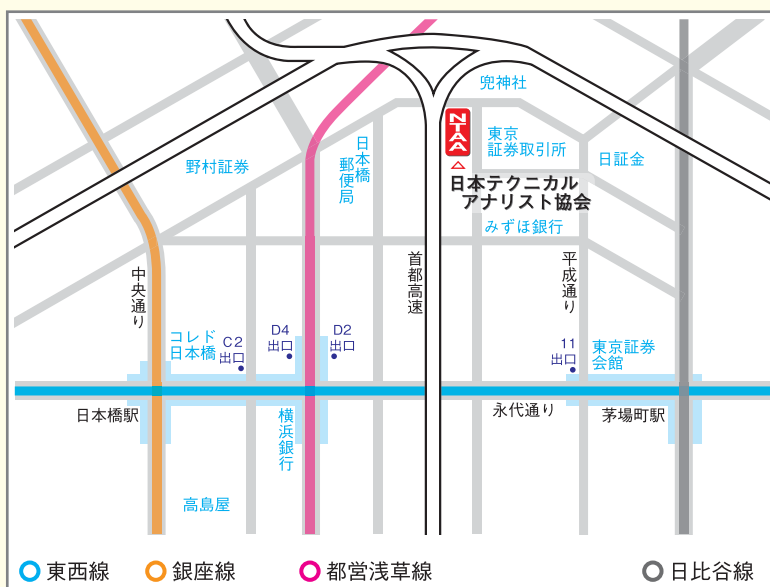 兜神社
NTAA
東京
証券取引所
日本橋
郵便局
野村証券
日証金
日本テクニカル
アナリスト協会
みずほ銀行
中央通り
首都高速
平成通り
コレド
日本橋
C2
出口
D4
出口
D2
出口
11
出口
東京証券
会館
日本橋駅
横浜銀行
永代通り
茅場町駅
高島屋
東西線
銀座線
都営浅草線
日比谷線